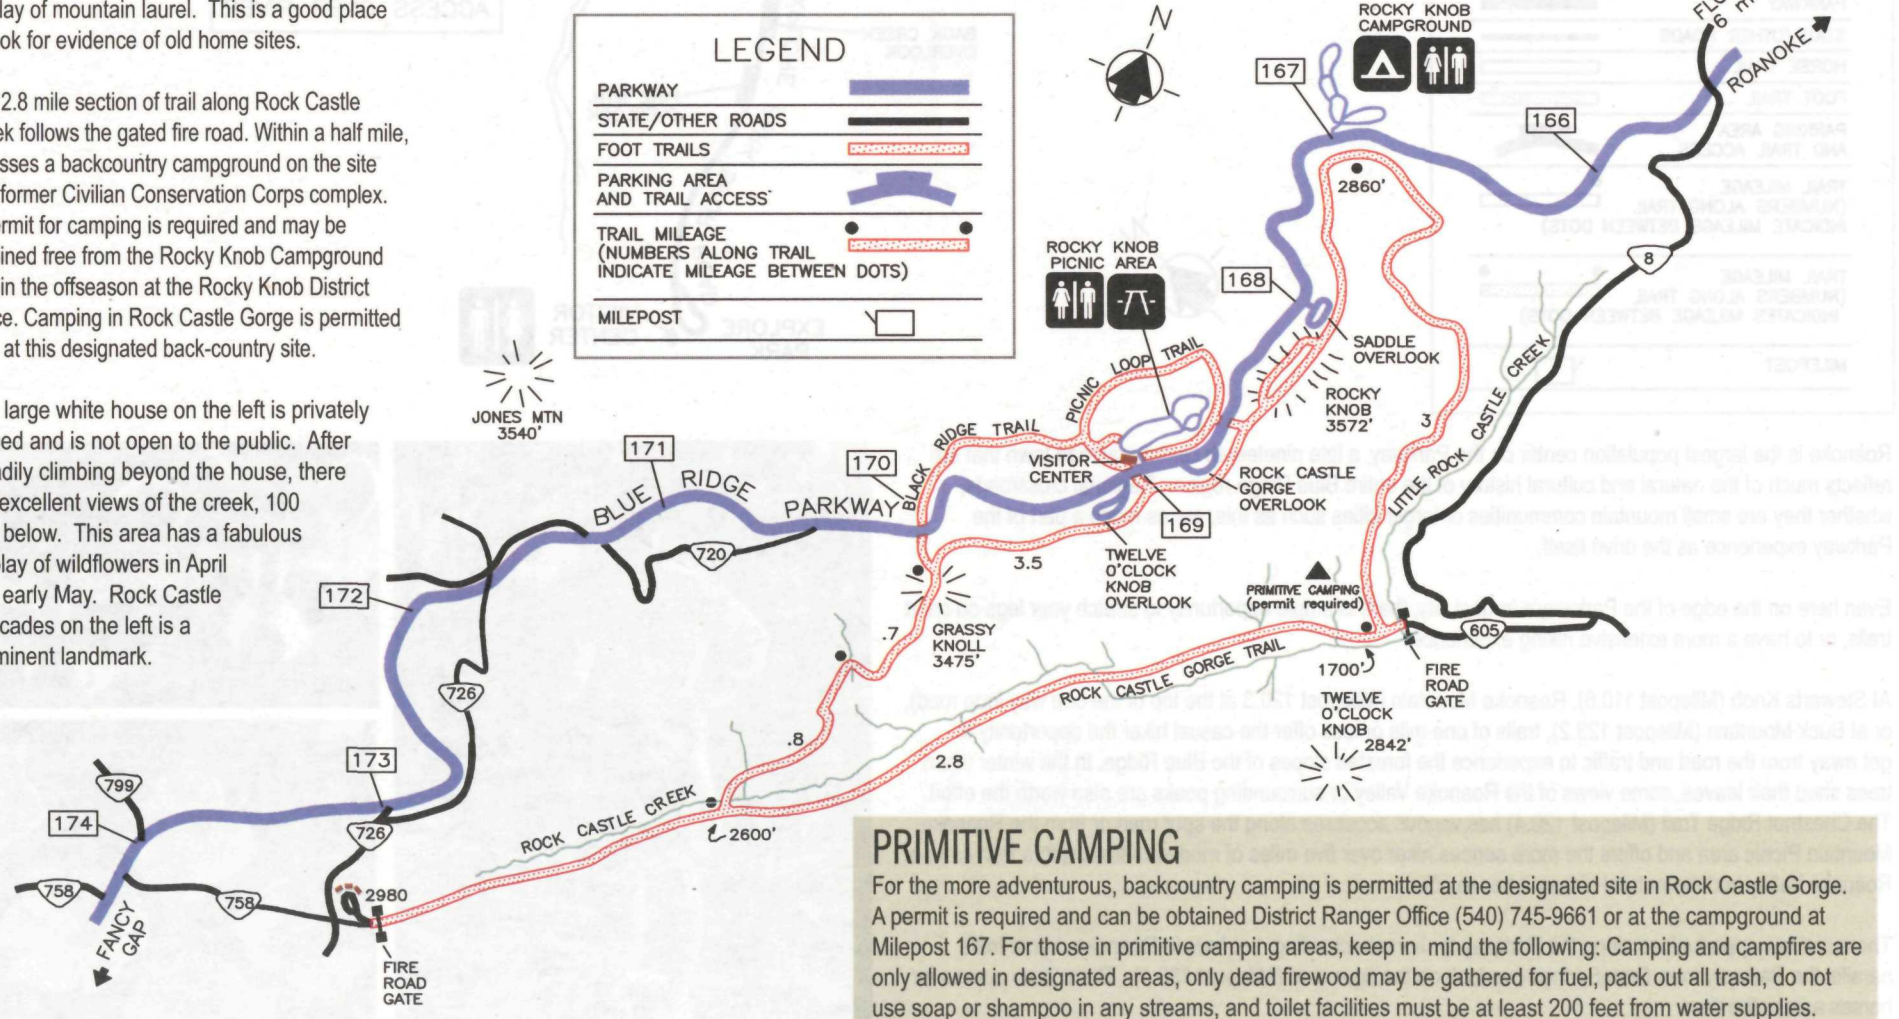 lay of mountain laurel. This is a good place
ok for evidence of old home sites.
2.8 mile section of trail along Rock Castle
ek follows the gated fire road. Within a half mile,
sses a backcountry campground on the site
former Civilian Conservation Corps complex.
rmit for camping is required and may be
ined free from the Rocky Knob Campground
in the offseason at the Rocky Knob District
ce. Camping in Rock Castle Gorge is permitted
at this designated back-country site.
large white house on the left is privately
ed and is not open to the public. After
dily climbing beyond the house, there
excellent views of the creek, 100
below. This area has a fabulous
lay of wildflowers in April
early May. Rock Castle
cades on the left is a
minent landmark.
LEGEND
PARKWAY
STATE/OTHER ROADS
FOOT TRAILS
PARKING AREA
AND TRAIL ACCESS
TRAIL MILEAGE
(NUMBERS ALONG TRAIL
INDICATE MILEAGE BETWEEN DOTS)
MILEPOST
N
ROCKY KNOB
CAMPGROUND
167
166
6
ROANOKE
2860'
8
ROCKY KNOB
PICNIC AREA
168
SADDLE
OVERLOOK
PICNIC LOOP TRAIL
ROCKY
KNOB
3572'
3
LITTLE ROCK CASTLE CREEK
JONES MTN
3540'
171
170
BLACK RIDGE TRAIL
VISITOR
CENTER
ROCK CASTLE
GORGE
OVERLOOK
169
BLUE RIDGE PARKWAY
720
3.5
TWELVE
O'CLOCK
KNOB
OVERLOOK
PRIMITIVE CAMPING
(permit required)
605
172
.7
GRASSY
KNOLL
3475'
ROCK CASTLE GORGE TRAIL
1700'
FIRE
ROAD
GATE
726
TWELVE
O'CLOCK
KNOB
2842'
.8
2.8
173
799
174
726
ROCK CASTLE CREEK
2600'
758
758
2980
FANCY
GAP
FIRE
ROAD
GATE
PRIMITIVE CAMPING
For the more adventurous, backcountry camping is permitted at the designated site in Rock Castle Gorge.
A permit is required and can be obtained District Ranger Office (540) 745-9661 or at the campground at
Milepost 167. For those in primitive camping areas, keep in mind the following: Camping and campfires are
only allowed in designated areas, only dead firewood may be gathered for fuel, pack out all trash, do not
use soap or shampoo in any streams, and toilet facilities must be at least 200 feet from water supplies.